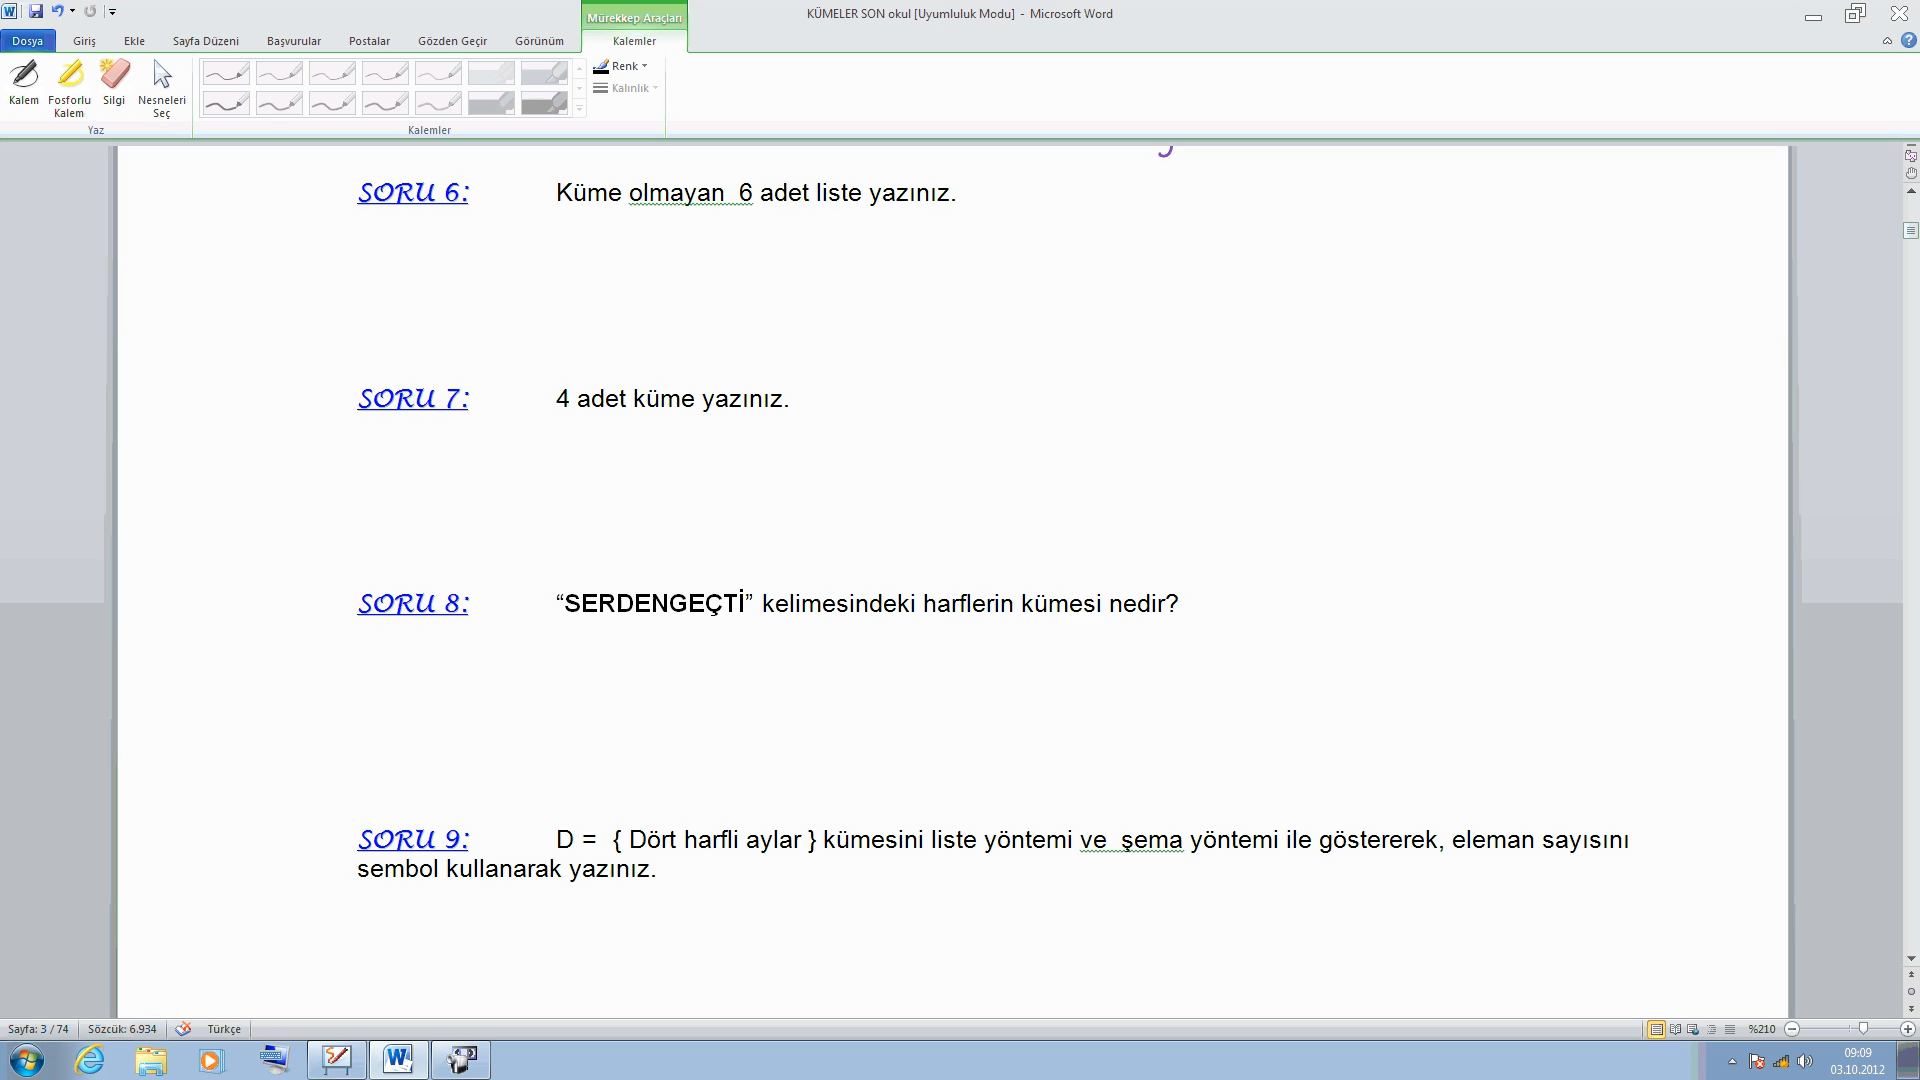 KÜMELER SON okul [Uyumluluk Modu] - Microsoft Word
Mürekkep Araçları
Dosya Giriş Ekle Sayfa Düzeni Başvurular Postalar Gözden Geçir Görünüm Kalemler
Kalem Fosforlu Kalem Silgi Nesneleri Seç
Renk
Kalınlık
Yaz Kalemler
SORU 6: Küme olmayan 6 adet liste yazınız.
SORU 7: 4 adet küme yazınız.
SORU 8: “SERDENGEÇTİ” kelimesindeki harflerin kümesi nedir?
SORU 9: D = { Dört harfli aylar } kümesini liste yöntemi ve şema yöntemi ile göstererek, eleman sayısını
sembol kullanarak yazınız.
Sayfa: 3 / 74 Sözcük: 6.934 Türkçe %210
09:09
03.10.2012